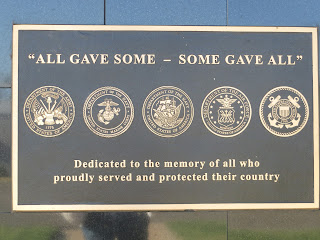 “ALL GAVE SOME – SOME GAVE ALL”
Dedicated to the memory of all who
proudly served and protected their country